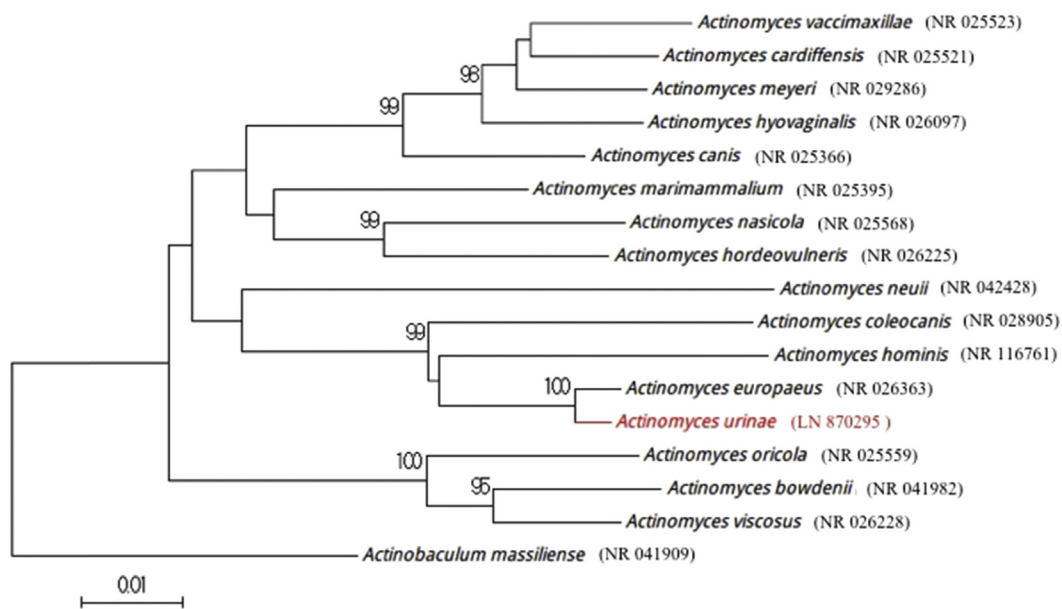 Actinomyces vaccimaxillae (NR 025523)
Actinomyces cardiffensis (NR 025521)
98
Actinomyces meyeri (NR 029286)
99
Actinomyces hyovaginalis (NR 026097)
Actinomyces canis (NR 025366)
Actinomyces marimammalium (NR 025395)
99
Actinomyces nasicola (NR 025568)
Actinomyces hordeovulneris (NR 026225)
Actinomyces neuii (NR 042428)
99
Actinomyces coleocanis (NR 028905)
Actinomyces hominis (NR 116761)
100
Actinomyces europaeus (NR 026363)
Actinomyces urinae (LN 870295 )
100
Actinomyces oricola (NR 025559)
95
Actinomyces bowdenii (NR 041982)
Actinomyces viscosus (NR 026228)
Actinobaculum massiliense (NR 041909)
0.01